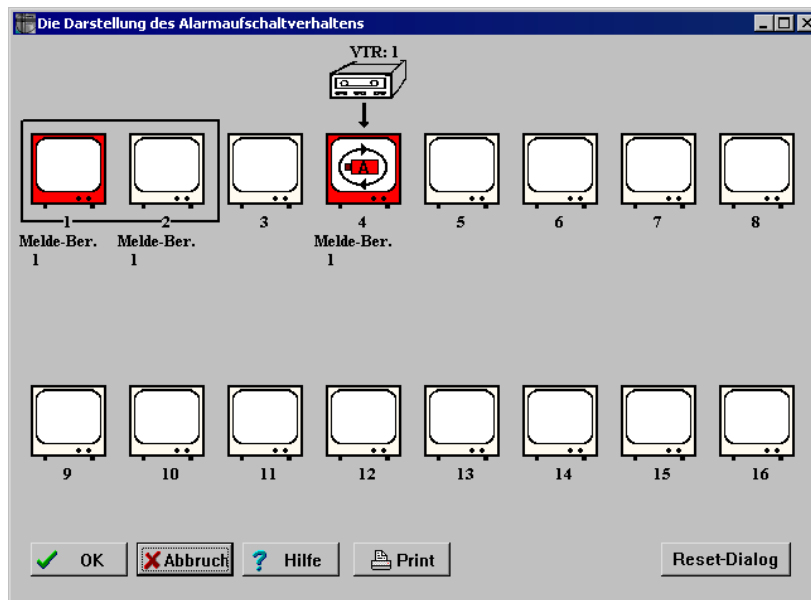 Die Darstellung des Alarmaufschaltverhaltens
VTR: 1
A
1 2 3 4 5 6 7 8
Melde-Ber. Melde-Ber. Melde-Ber.
1 1 1
9 10 11 12 13 14 15 16
OK Abbruch ? Hilfe Print Reset-Dialog